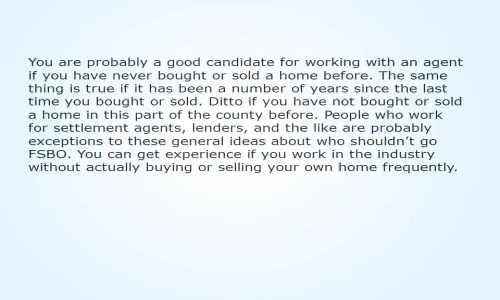 You are probably a good candidate for working with an agent
if you have never bought or sold a home before. The same
thing is true if it has been a number of years since the last
time you bought or sold. Ditto if you have not bought or sold
a home in this part of the county before. People who work
for settlement agents, lenders, and the like are probably
exceptions to these general ideas about who shouldn't go
FSBO. You can get experience if you work in the industry
without actually buying or selling your own home frequently.